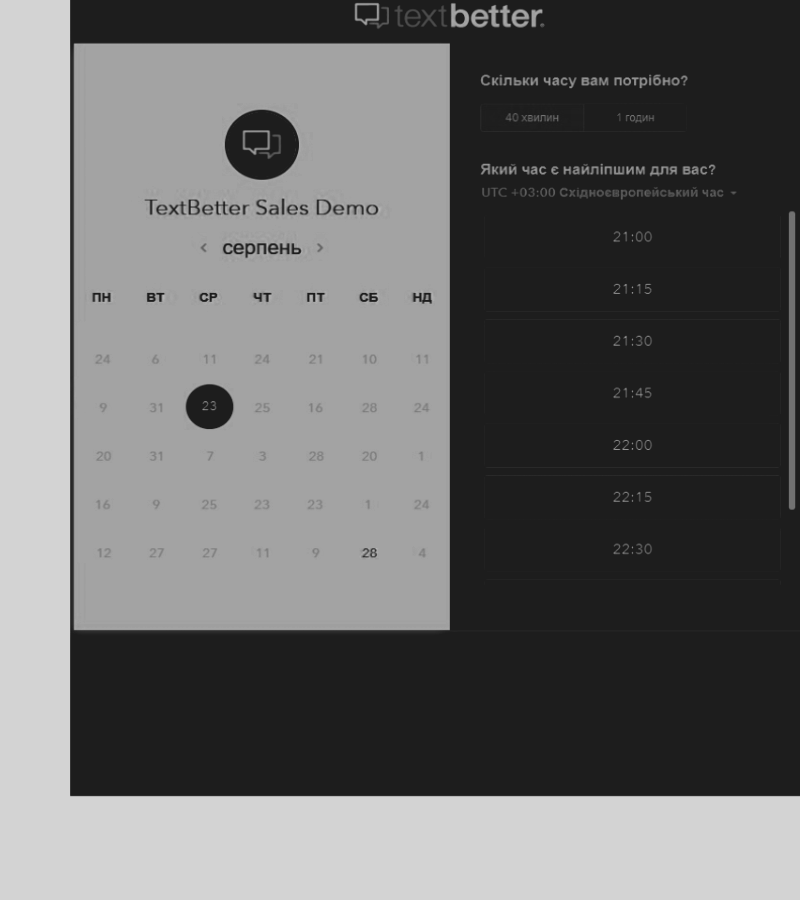 textbetter.
TextBetter Sales Demo
серпень
ПН ВТ СР ЧТ ПТ СБ НД
24 6 11 24 21 10 11
9 31 23 25 16 28 24
20 31 7 3 28 20 1
16 9 25 23 23 1 24
12 27 27 11 9 28 4
Скільки часу вам потрібно?
40 хвилин 1 годин
Який час є найліпшим для вас?
UTC +03:00 Східноєвропейський час
21:00
21:15
21:30
21:45
22:00
22:15
22:30